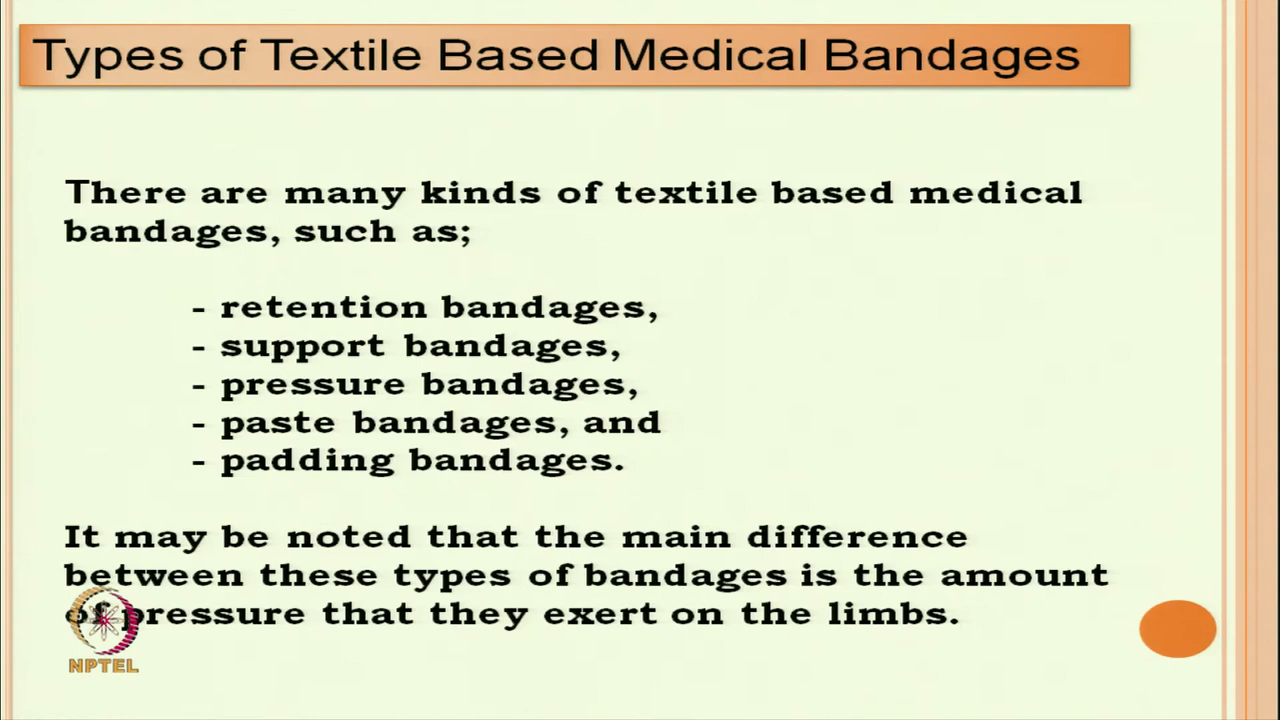 Types of Textile Based Medical Bandages
There are many kinds of textile based medical
bandages, such as;
- retention bandages,
- support bandages,
- pressure bandages,
- paste bandages, and
- padding bandages.
It may be noted that the main difference
between these types of bandages is the amount
of pressure that they exert on the limbs.
NPTEL